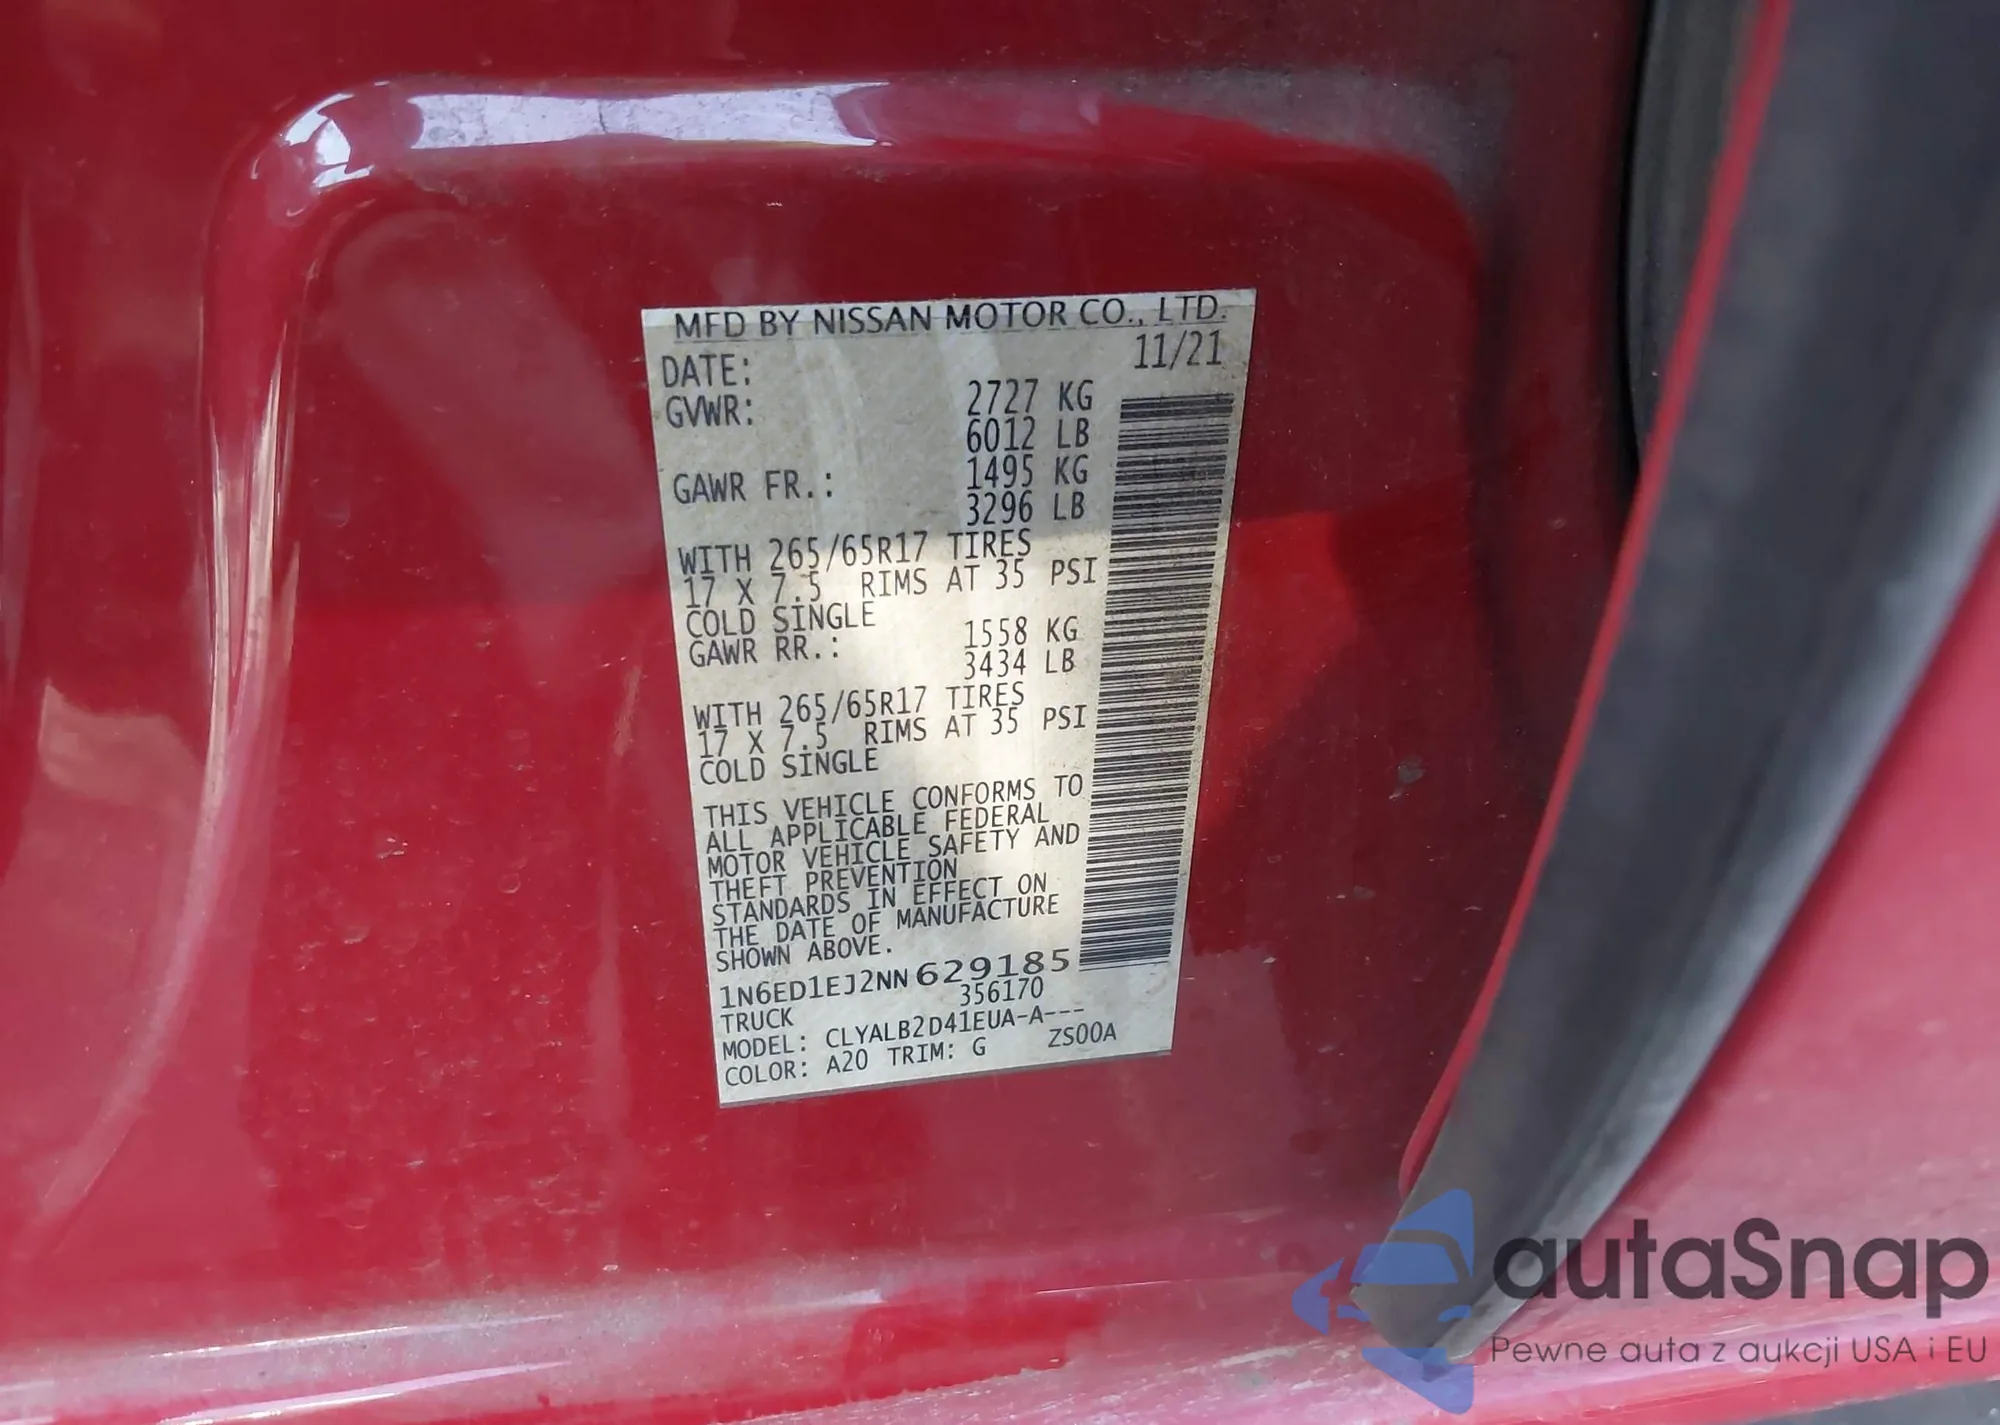 MFD BY NISSAN MOTOR CO., LTD.
DATE: 11/21
GVWR: 2727 KG
6012 LB
GAWR FR.: 1495 KG
3296 LB
WITH 265/65R17 TIRES
17 X 7.5 RIMS AT 35 PSI
COLD SINGLE
GAWR RR.: 1558 KG
3434 LB
WITH 265/65R17 TIRES
17 X 7.5 RIMS AT 35 PSI
COLD SINGLE
THIS VEHICLE CONFORMS TO
ALL APPLICABLE FEDERAL
MOTOR VEHICLE SAFETY AND
THEFT PREVENTION
STANDARDS IN EFFECT ON
THE DATE OF MANUFACTURE
SHOWN ABOVE.
1N6ED1EJ2NN629185
TRUCK 356170
MODEL: CLYALB2D41EUA-A---
COLOR: A20 TRIM: G ZS00A
autaSnap
Pewne auta z aukcji USA i EU